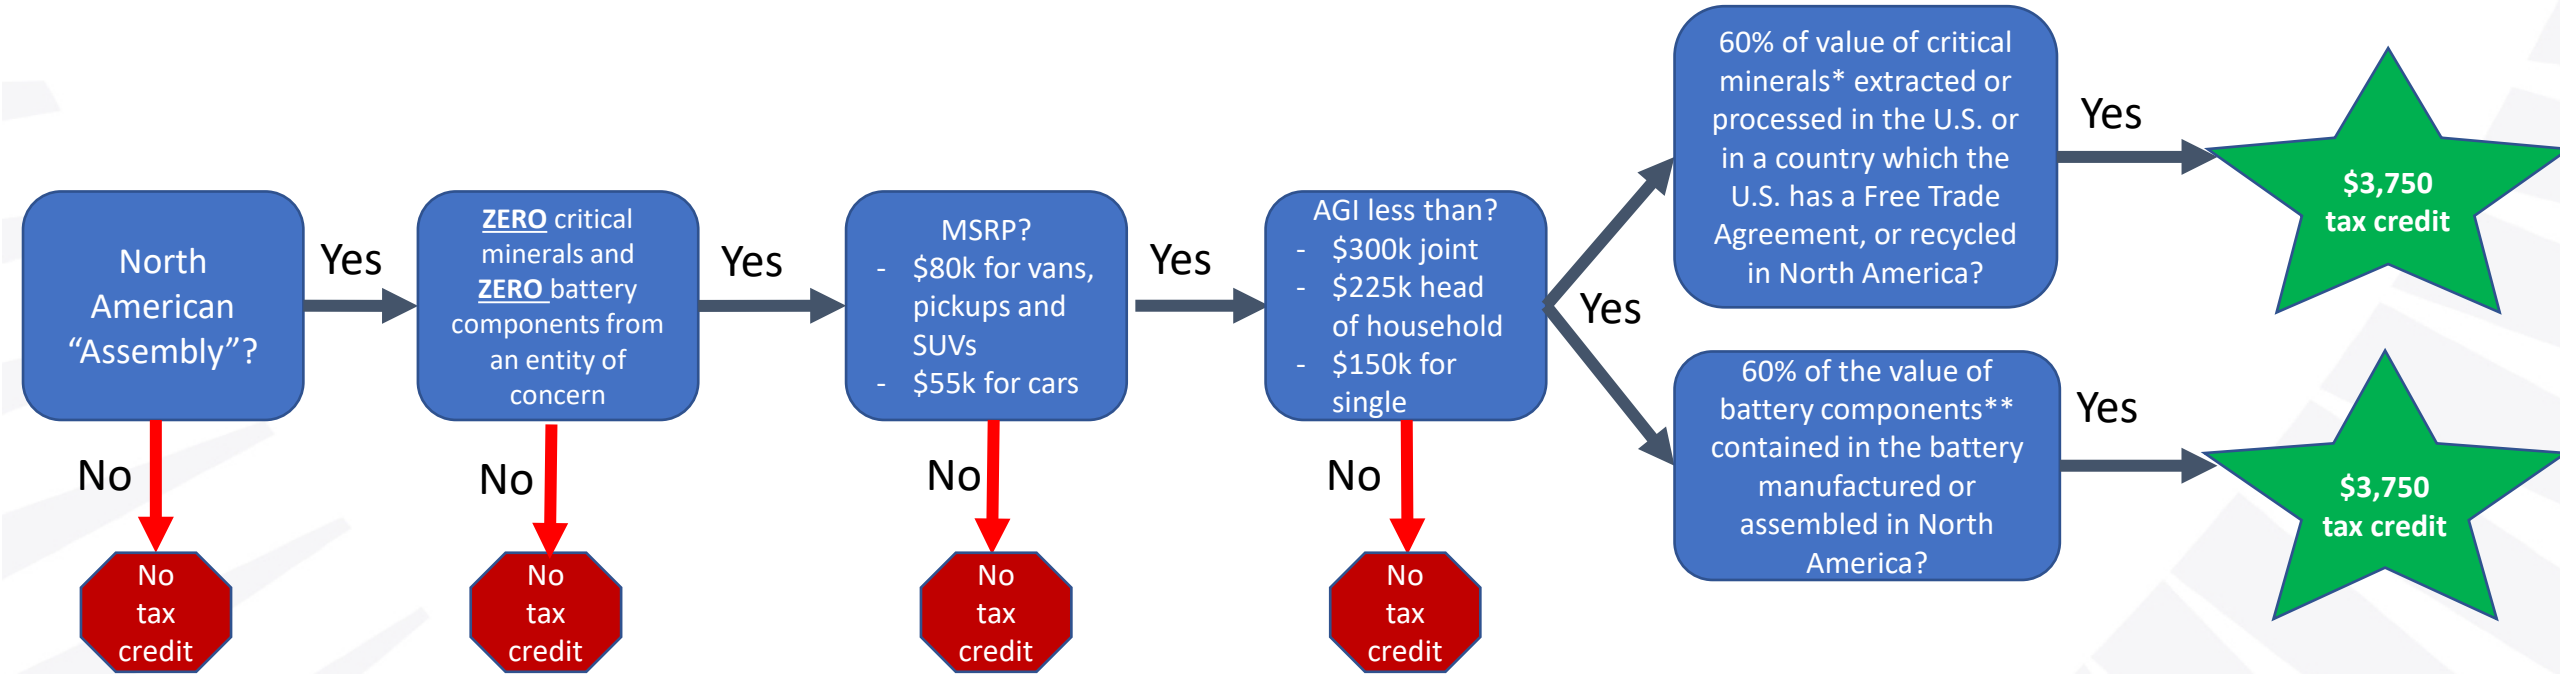 North
American
“Assembly”?
Yes
No
No
tax
credit
ZERO critical
minerals and
ZERO battery
components from
an entity of
concern
Yes
No
No
tax
credit
MSRP?
- $80k for vans,
pickups and
SUVs
- $55k for cars
Yes
No
No
tax
credit
AGI less than?
- $300k joint
- $225k head
of household
- $150k for
single
Yes
No
No
tax
credit
60% of value of critical
minerals* extracted or
processed in the U.S. or
in a country which the
U.S. has a Free Trade
Agreement, or recycled
in North America?
Yes
$3,750
tax credit
60% of the value of
battery components**
contained in the battery
manufactured or
assembled in North
America?
Yes
$3,750
tax credit